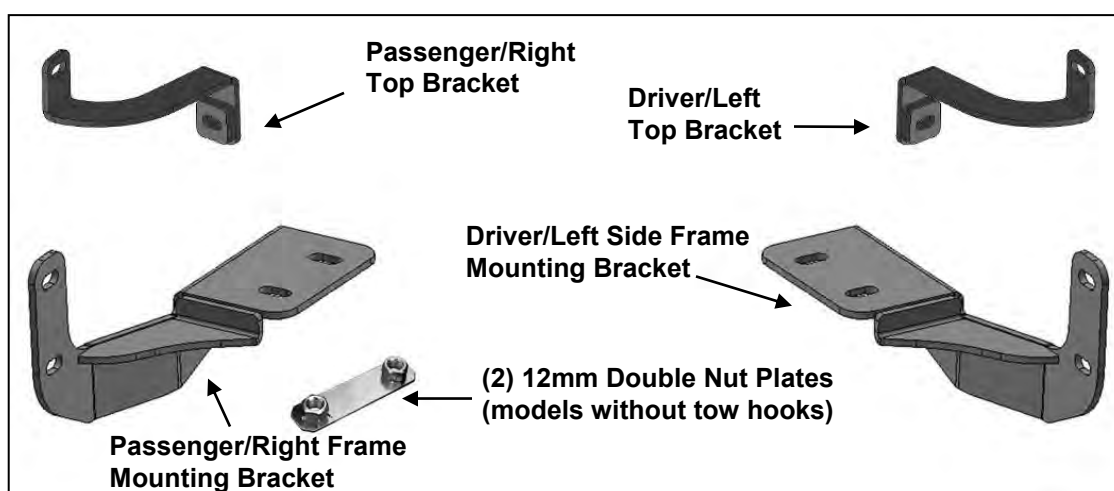 Passenger/Right
Top Bracket
Driver/Left
Top Bracket
Driver/Left Side Frame
Mounting Bracket
(2) 12mm Double Nut Plates
(models without tow hooks)
Passenger/Right Frame
Mounting Bracket